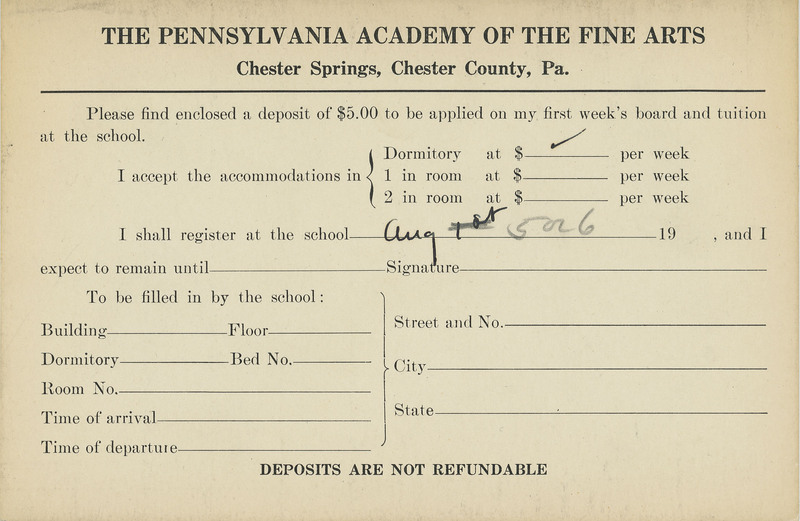 THE PENNSYLVANIA ACADEMY OF THE FINE ARTS
Chester Springs, Chester County, Pa.
Please find enclosed a deposit of $5.00 to be applied on my first week's board and tuition
at the school.
I accept the accommodations in
Dormitory at $ ✓ per week
1 in room at $ per week
2 in room at $ per week
I shall register at the school Aug 1st 5 or 6 19 , and I
expect to remain until Signature
To be filled in by the school:
Building Floor
Dormitory Bed No.
Room No.
Time of arrival
Time of departure
Street and No.
City
State
DEPOSITS ARE NOT REFUNDABLE